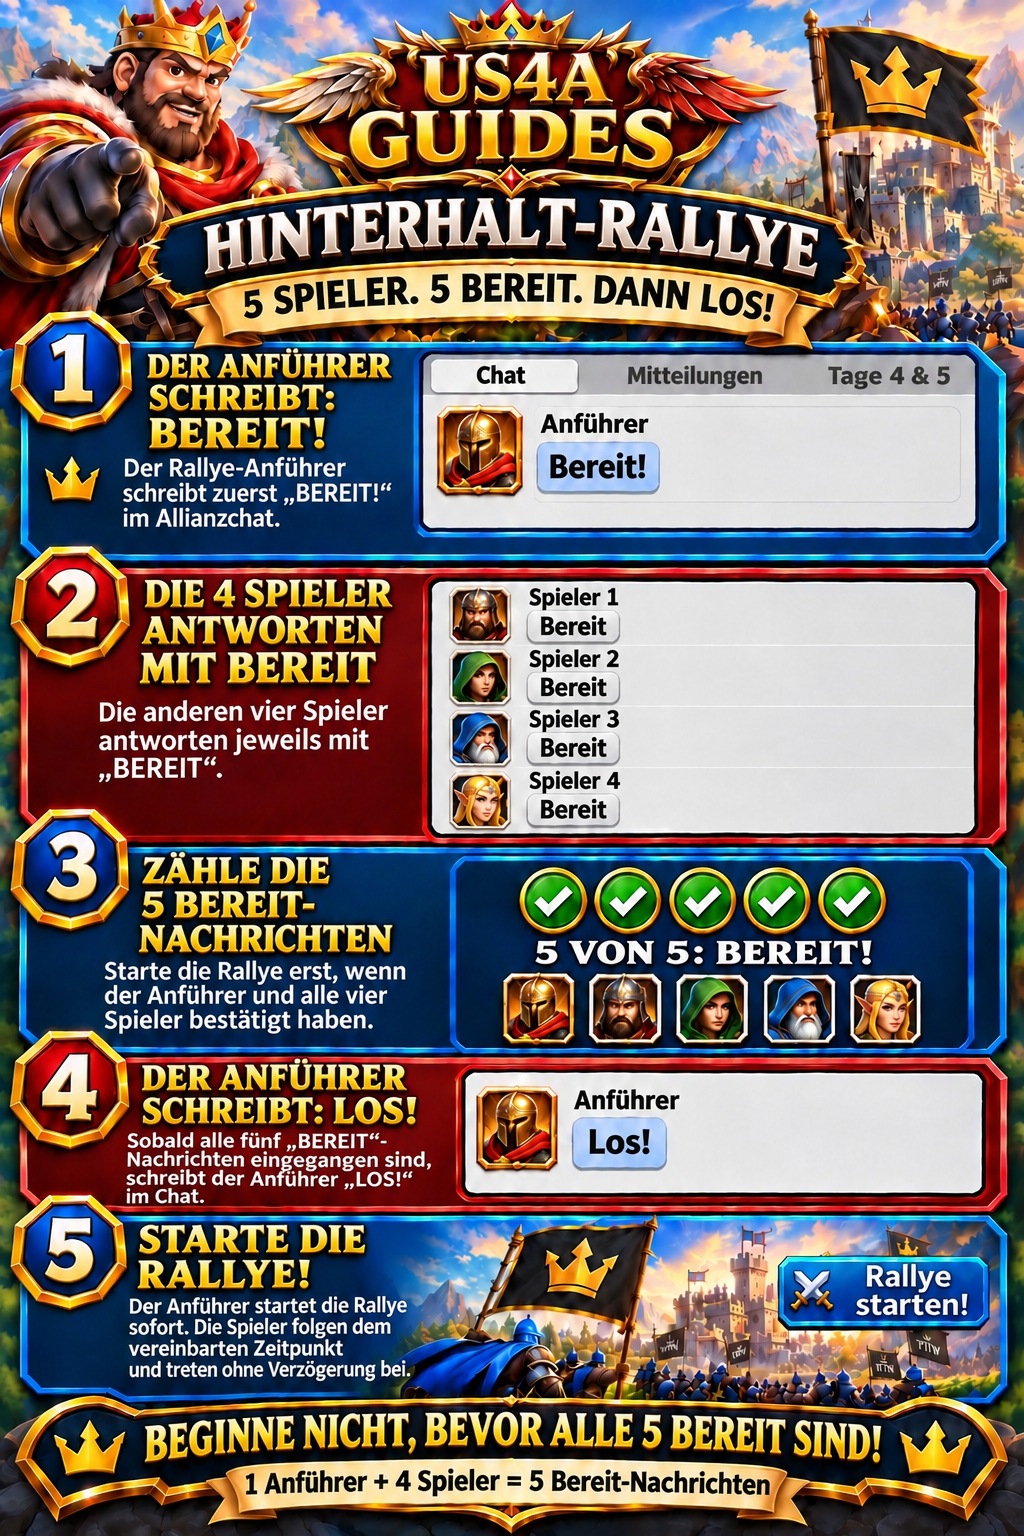 US4A
GUIDES
HINTERHALT-RALLYE
5 SPIELER. 5 BEREIT. DANN LOS!
1
DER ANFÜHRER
SCHREIBT:
BEREIT!
Der Rallye-Anführer
schreibt zuerst „BEREIT!“
im Allianzchat.
Chat Mitteilungen Tage 4 & 5
Anführer
Bereit!
2
DIE 4 SPIELER
ANTWORTEN
MIT BEREIT
Die anderen vier Spieler
antworten jeweils mit
„BEREIT“.
Spieler 1
Bereit
Spieler 2
Bereit
Spieler 3
Bereit
Spieler 4
Bereit
3
ZÄHLE DIE
5 BEREIT-
NACHRICHTEN
Starte die Rallye erst, wenn
der Anführer und alle vier
Spieler bestätigt haben.
5 VON 5: BEREIT!
4
DER ANFÜHRER
SCHREIBT: LOS!
Sobald alle fünf „BEREIT“-
Nachrichten eingegangen sind,
schreibt der Anführer „LOS!“
im Chat.
Anführer
Los!
5
STARTE DIE
RALLYE!
Der Anführer startet die Rallye
sofort. Die Spieler folgen dem
vereinbarten Zeitpunkt
und treten ohne Verzögerung bei.
Rallye
starten!
BEGINNE NICHT, BEVOR ALLE 5 BEREIT SIND!
1 Anführer + 4 Spieler = 5 Bereit-Nachrichten